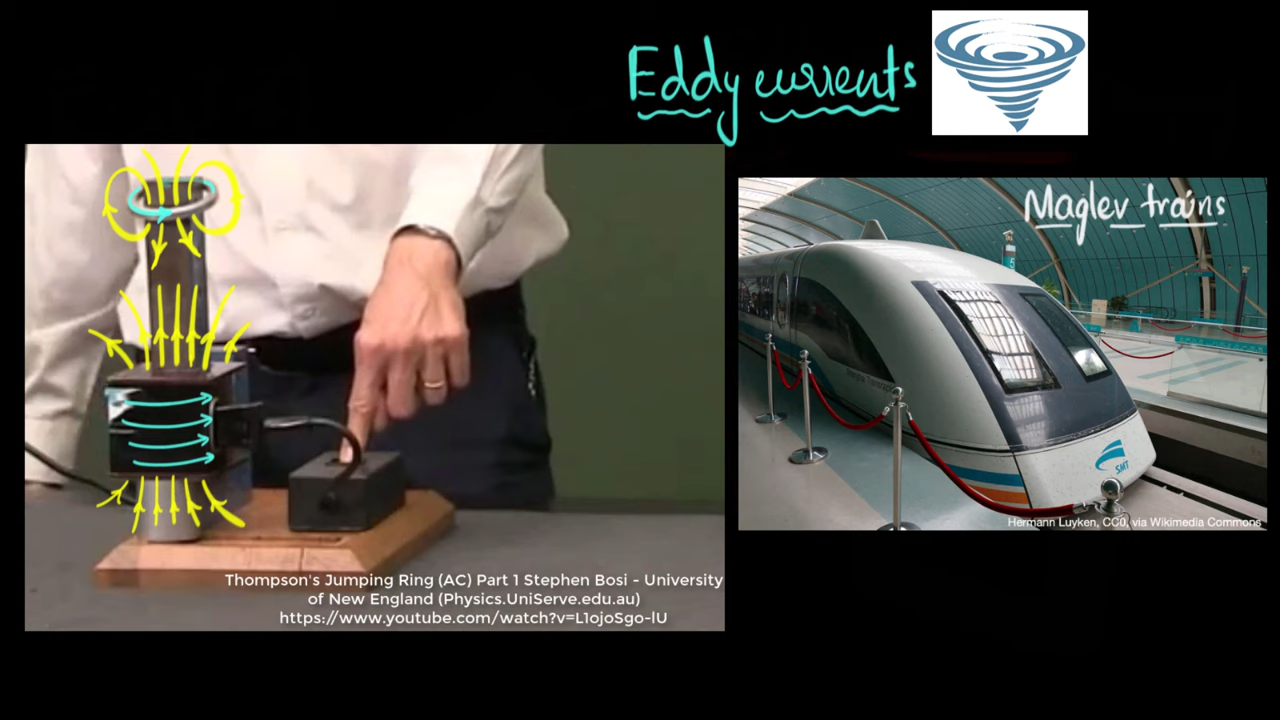 Eddy currents
Maglev trains
SMT
Hermann Luyken, CC0, via Wikimedia Commons
Thompson's Jumping Ring (AC) Part 1 Stephen Bosi - University
of New England (Physics.UniServe.edu.au)
https://www.youtube.com/watch?v=L1ojoSgo-lU